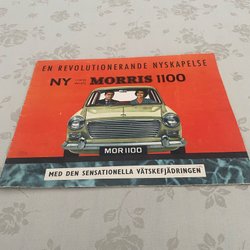 EN REVOLUTIONERANDE NYSKAPELSE
NY MORRIS 1100
MOR 1100
MED DEN SENSATIONELLA VÄTSKEFJÄDRINGEN